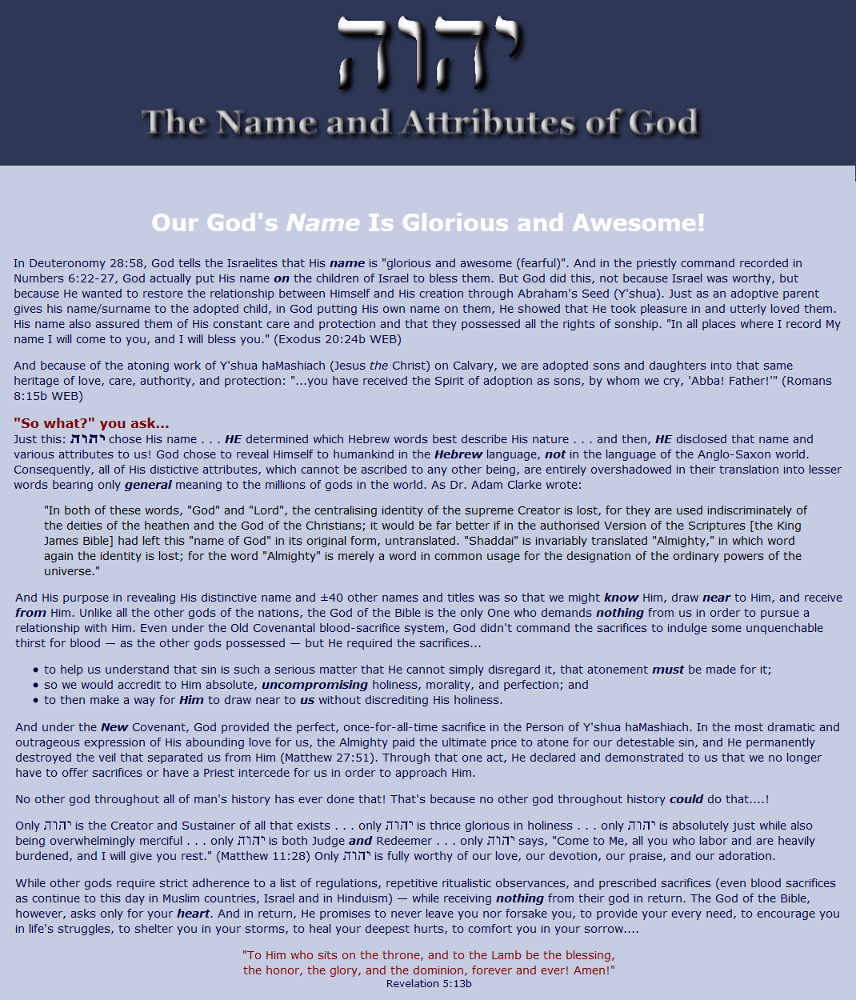 יהוה
The Name and Attributes of God
Our God's Name Is Glorious and Awesome!
In Deuteronomy 28:58, God tells the Israelites that His name is "glorious and awesome (fearful)". And in the priestly command recorded in
Numbers 6:22-27, God actually put His name on the children of Israel to bless them. But God did this, not because Israel was worthy, but
because He wanted to restore the relationship between Himself and His creation through Abraham's Seed (Y'shua). Just as an adoptive parent
gives his name/surname to the adopted child, in God putting His own name on them, He showed that He took pleasure in and utterly loved them.
His name also assured them of His constant care and protection and that they possessed all the rights of sonship. "In all places where I record My
name I will come to you, and I will bless you." (Exodus 20:24b WEB)
And because of the atoning work of Y'shua haMashiach (Jesus the Christ) on Calvary, we are adopted sons and daughters into that same
heritage of love, care, authority, and protection: "...you have received the Spirit of adoption as sons, by whom we cry, 'Abba! Father!'" (Romans
8:15b WEB)
"So what?" you ask...
Just this: יהוה chose His name . . . HE determined which Hebrew words best describe His nature . . . and then, HE disclosed that name and
various attributes to us! God chose to reveal Himself to humankind in the Hebrew language, not in the language of the Anglo-Saxon world.
Consequently, all of His distictive attributes, which cannot be ascribed to any other being, are entirely overshadowed in their translation into lesser
words bearing only general meaning to the millions of gods in the world. As Dr. Adam Clarke wrote:
"In both of these words, "God" and "Lord", the centralising identity of the supreme Creator is lost, for they are used indiscriminately of
the deities of the heathen and the God of the Christians; it would be far better if in the authorised Version of the Scriptures [the King
James Bible] had left this "name of God" in its original form, untranslated. "Shaddai" is invariably translated "Almighty," in which word
again the identity is lost; for the word "Almighty" is merely a word in common usage for the designation of the ordinary powers of the
universe."
And His purpose in revealing His distinctive name and ±40 other names and titles was so that we might know Him, draw near to Him, and receive
from Him. Unlike all the other gods of the nations, the God of the Bible is the only One who demands nothing from us in order to pursue a
relationship with Him. Even under the Old Covenantal blood-sacrifice system, God didn't command the sacrifices to indulge some unquenchable
thirst for blood — as the other gods possessed — but He required the sacrifices...
• to help us understand that sin is such a serious matter that He cannot simply disregard it, that atonement must be made for it;
• so we would accredit to Him absolute, uncompromising holiness, morality, and perfection; and
• to then make a way for Him to draw near to us without discrediting His holiness.
And under the New Covenant, God provided the perfect, once-for-all-time sacrifice in the Person of Y'shua haMashiach. In the most dramatic and
outrageous expression of His abounding love for us, the Almighty paid the ultimate price to atone for our detestable sin, and He permanently
destroyed the veil that separated us from Him (Matthew 27:51). Through that one act, He declared and demonstrated to us that we no longer
have to offer sacrifices or have a Priest intercede for us in order to approach Him.
No other god throughout all of man's history has ever done that! That's because no other god throughout history could do that....!
Only יהוה is the Creator and Sustainer of all that exists . . . only יהוה is thrice glorious in holiness . . . only יהוה is absolutely just while also
being overwhelmingly merciful . . . only יהוה is both Judge and Redeemer . . . only יהוה says, "Come to Me, all you who labor and are heavily
burdened, and I will give you rest." (Matthew 11:28) Only יהוה is fully worthy of our love, our devotion, our praise, and our adoration.
While other gods require strict adherence to a list of regulations, repetitive ritualistic observances, and prescribed sacrifices (even blood sacrifices
as continue to this day in Muslim countries, Israel and in Hinduism) — while receiving nothing from their god in return. The God of the Bible,
however, asks only for your heart. And in return, He promises to never leave you nor forsake you, to provide your every need, to encourage you
in life's struggles, to shelter you in your storms, to heal your deepest hurts, to comfort you in your sorrow....
"To Him who sits on the throne, and to the Lamb be the blessing,
the honor, the glory, and the dominion, forever and ever! Amen!"
Revelation 5:13b